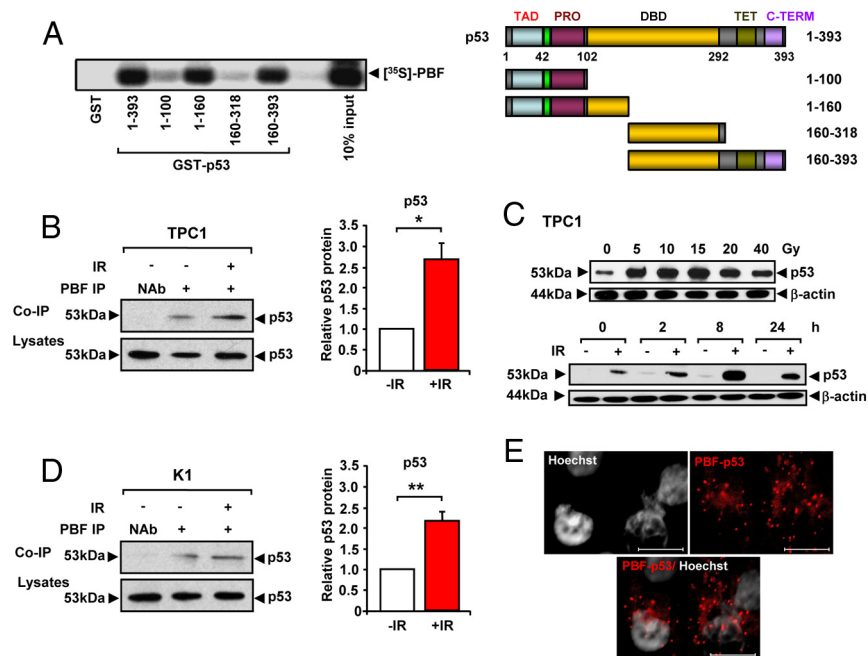 A
[³⁵S]-PBF
GST
1-393
1-100
1-160
160-318
160-393
10% input
GST-p53
TAD PRO DBD TET C-TERM
p53 1-393
1 42 102 292 393
1-100
1-160
160-318
160-393
B
TPC1
IR - - +
PBF IP NAb + +
Co-IP 53kDa p53
Lysates 53kDa p53
p53
Relative p53 protein
3.5
3.0
2.5
2.0
1.5
1.0
0.5
0
*
-IR +IR
C TPC1
0 5 10 15 20 40 Gy
53kDa p53
44kDa β-actin
0 2 8 24 h
IR - + - + - + - +
53kDa p53
44kDa β-actin
D
K1
IR - - +
PBF IP NAb + +
Co-IP 53kDa p53
Lysates 53kDa p53
p53
Relative p53 protein
3.5
3.0
2.5
2.0
1.5
1.0
0.5
0
**
-IR +IR
E
Hoechst
PBF-p53
PBF-p53/ Hoechst